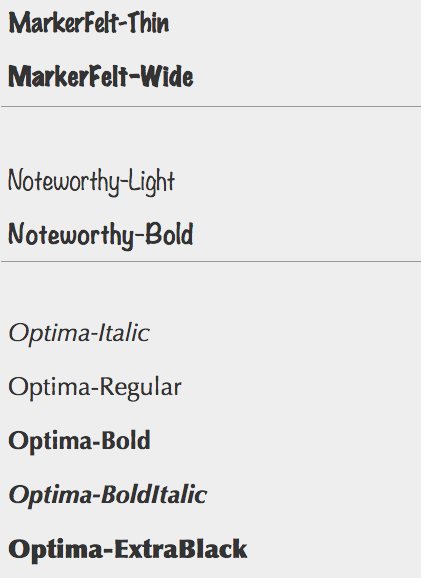 MarkerFelt-Thin
MarkerFelt-Wide
Noteworthy-Light
Noteworthy-Bold
Optima-Italic
Optima-Regular
Optima-Bold
Optima-BoldItalic
Optima-ExtraBlack